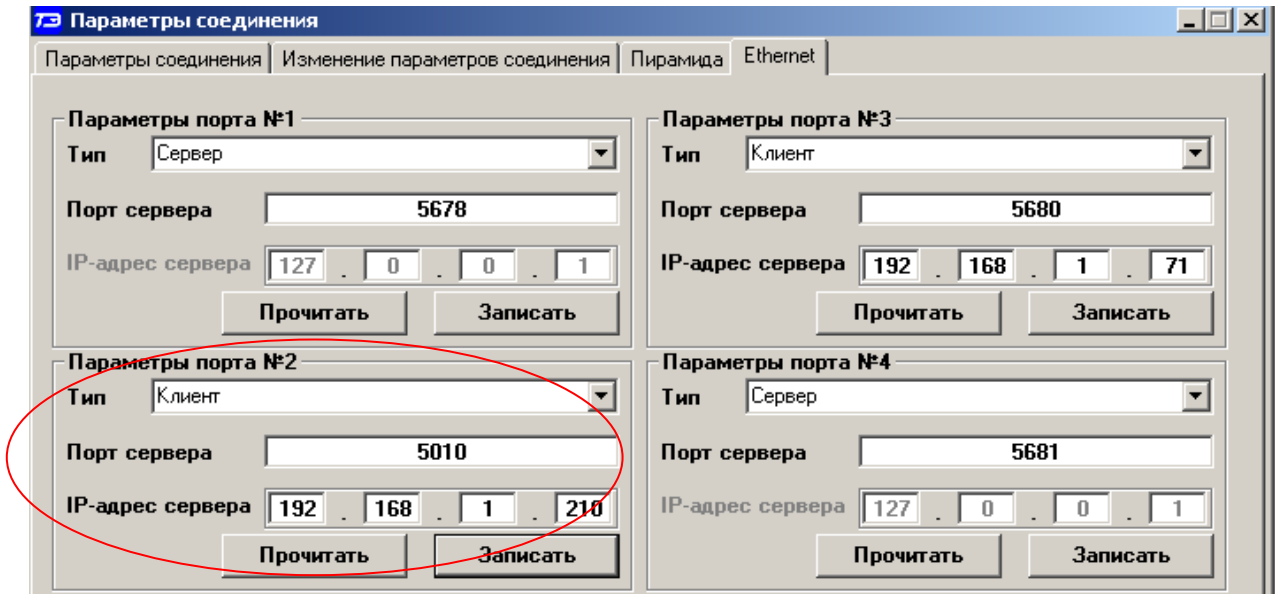 ТЭ Параметры соединения
Параметры соединения Изменение параметров соединения Пирамида Ethernet
Параметры порта №1
Тип Сервер
Порт сервера 5678
IP-адрес сервера 127 . 0 . 0 . 1
Прочитать Записать
Параметры порта №3
Тип Клиент
Порт сервера 5680
IP-адрес сервера 192 . 168 . 1 . 71
Прочитать Записать
Параметры порта №2
Тип Клиент
Порт сервера 5010
IP-адрес сервера 192 . 168 . 1 . 210
Прочитать Записать
Параметры порта №4
Тип Сервер
Порт сервера 5681
IP-адрес сервера 127 . 0 . 0 . 1
Прочитать Записать